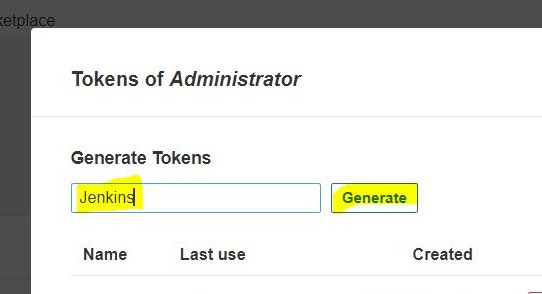 ketplace
Tokens of Administrator
Generate Tokens
Jenkins
Generate
Name Last use Created